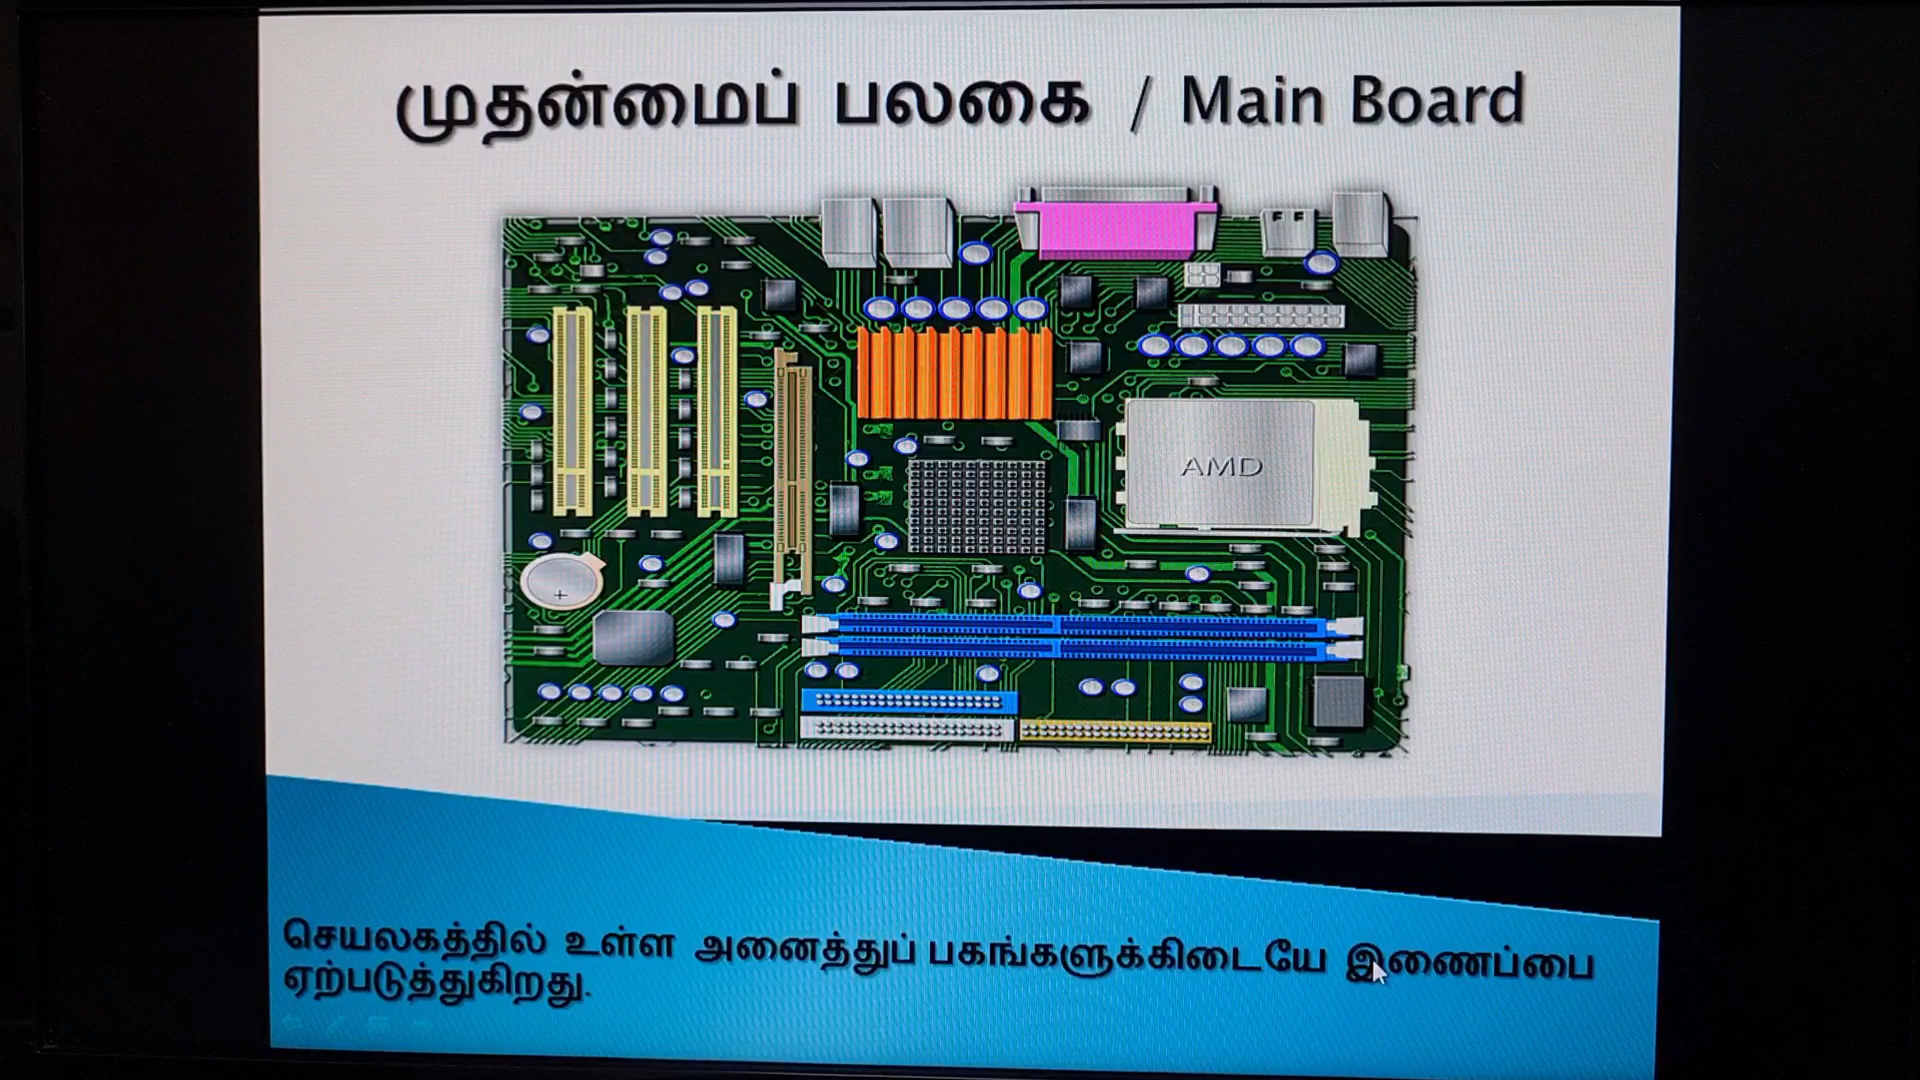 முதன்மைப் பலகை / Main Board
AMD
+
செயலகத்தில் உள்ள அனைத்துப் பகங்களுக்கிடையே இணைப்பை
ஏற்படுத்துகிறது.